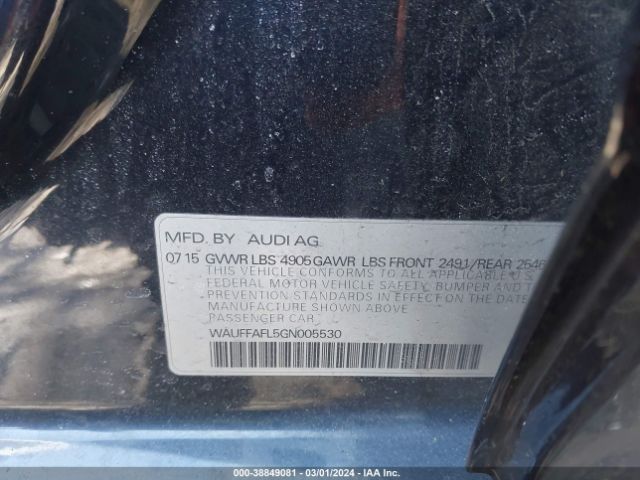 MFD. BY AUDI AG
07 15 GVWR LBS 4905 GAWR LBS FRONT 2491/REAR 2546
THIS VEHICLE CONFORMS TO ALL APPLICABLE U.S.
FEDERAL MOTOR VEHICLE SAFETY, BUMPER AND
THEFT PREVENTION STANDARDS IN EFFECT ON THE D
MANUFACTURE SHOWN ABOVE
PASSENGER CAR
WAUFFAFL5GN005530
000-38849081 — 03/01/2024 — IAA Inc.